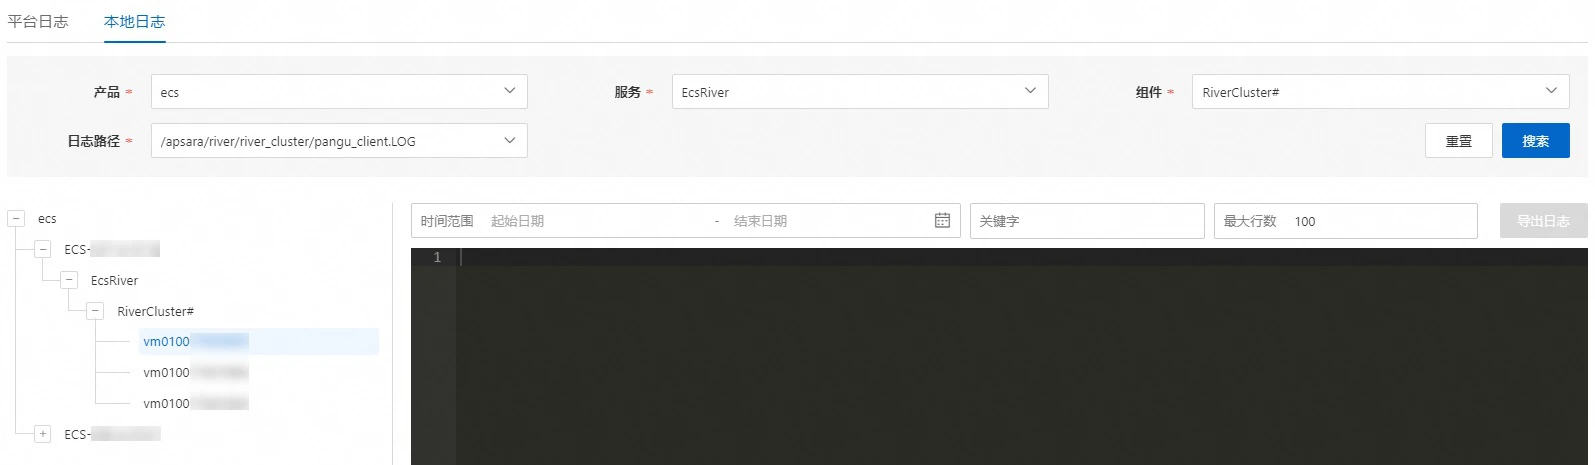 平台日志 本地日志
产品 * ecs 服务 * EcsRiver 组件 * RiverCluster#
日志路径 * /apsara/river/river_cluster/pangu_client.LOG 重置 搜索
ecs 时间范围 起始日期 - 结束日期 关键字 最大行数 100 导出日志
ECS- 1
EcsRiver
RiverCluster#
vm0100
vm0100
vm0100
ECS-